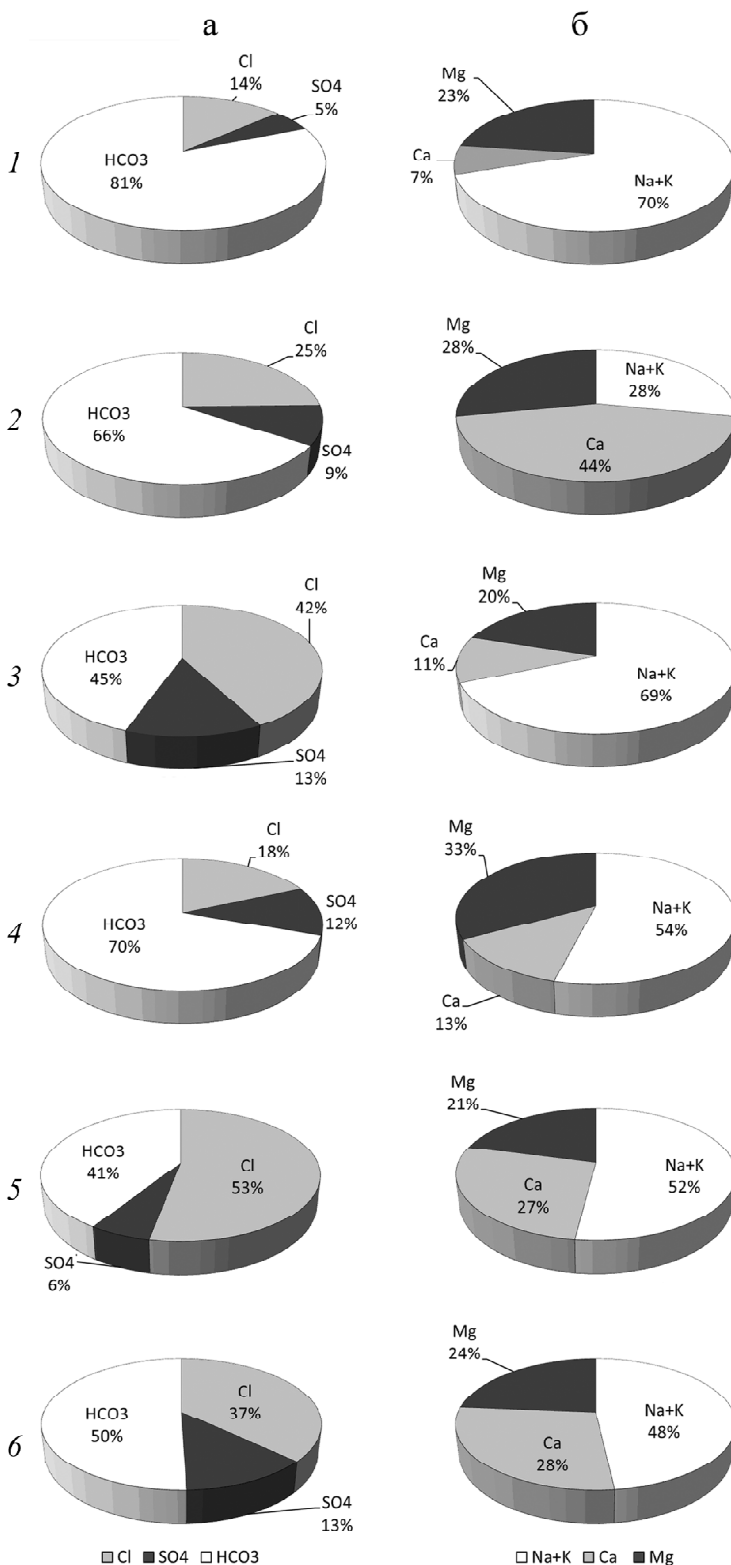 а
б
Cl
14%
SO4
5%
HCO3
81%
Mg
23%
Ca
7%
Na+K
70%
1
Cl
25%
HCO3
66%
SO4
9%
Mg
28%
Na+K
28%
Ca
44%
2
Cl
42%
HCO3
45%
SO4
13%
Mg
20%
Ca
11%
Na+K
69%
3
Cl
18%
SO4
12%
HCO3
70%
Mg
33%
Na+K
54%
Ca
13%
4
HCO3
41%
Cl
53%
SO4
6%
Mg
21%
Na+K
52%
Ca
27%
5
HCO3
50%
Cl
37%
SO4
13%
Mg
24%
Na+K
48%
Ca
28%
6
Cl SO4 HCO3
Na+K Ca Mg